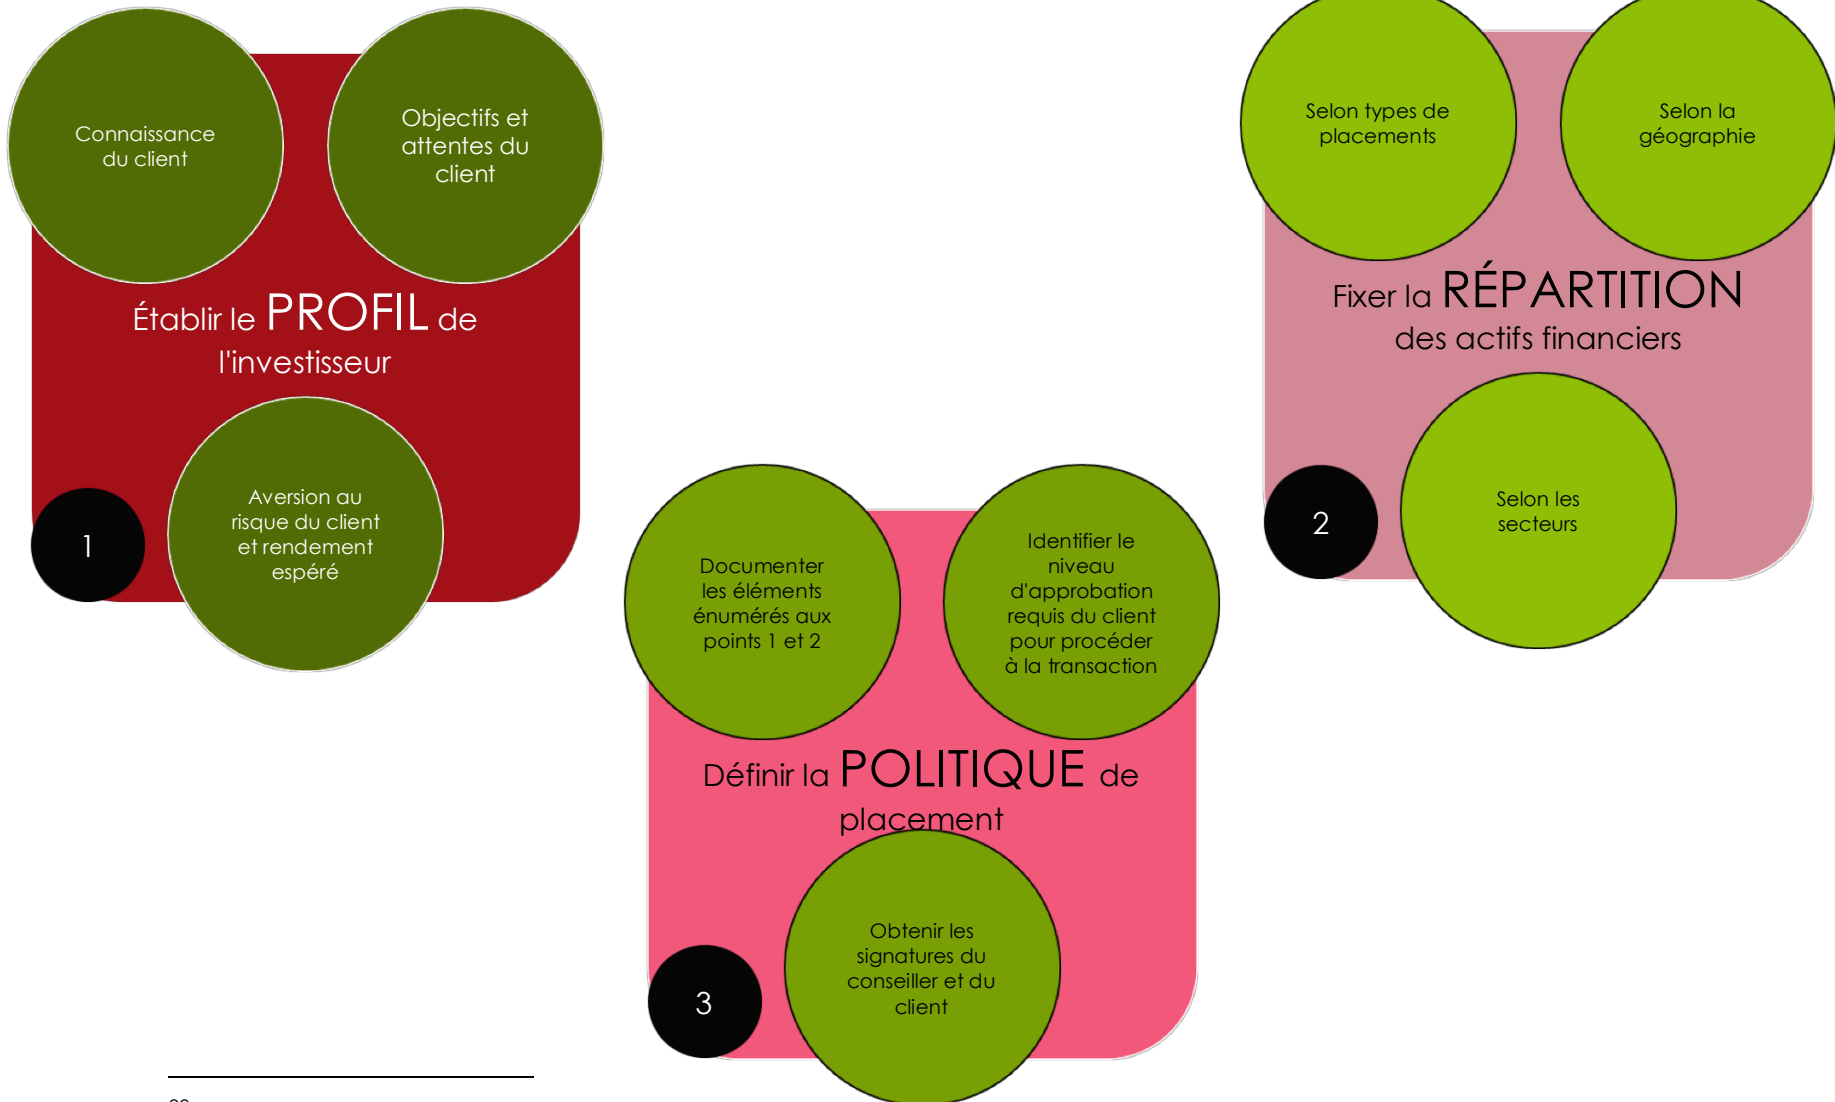 Connaissance
du client
Objectifs et
attentes du
client
Établir le PROFIL de
l'investisseur
Aversion au
risque du client
et rendement
espéré
1
Selon types de
placements
Selon la
géographie
Fixer la RÉPARTITION
des actifs financiers
Selon les
secteurs
2
Documenter
les éléments
énumérés aux
points 1 et 2
Identifier le
niveau
d'approbation
requis du client
pour procéder
à la transaction
Définir la POLITIQUE de
placement
Obtenir les
signatures du
conseiller et du
client
3